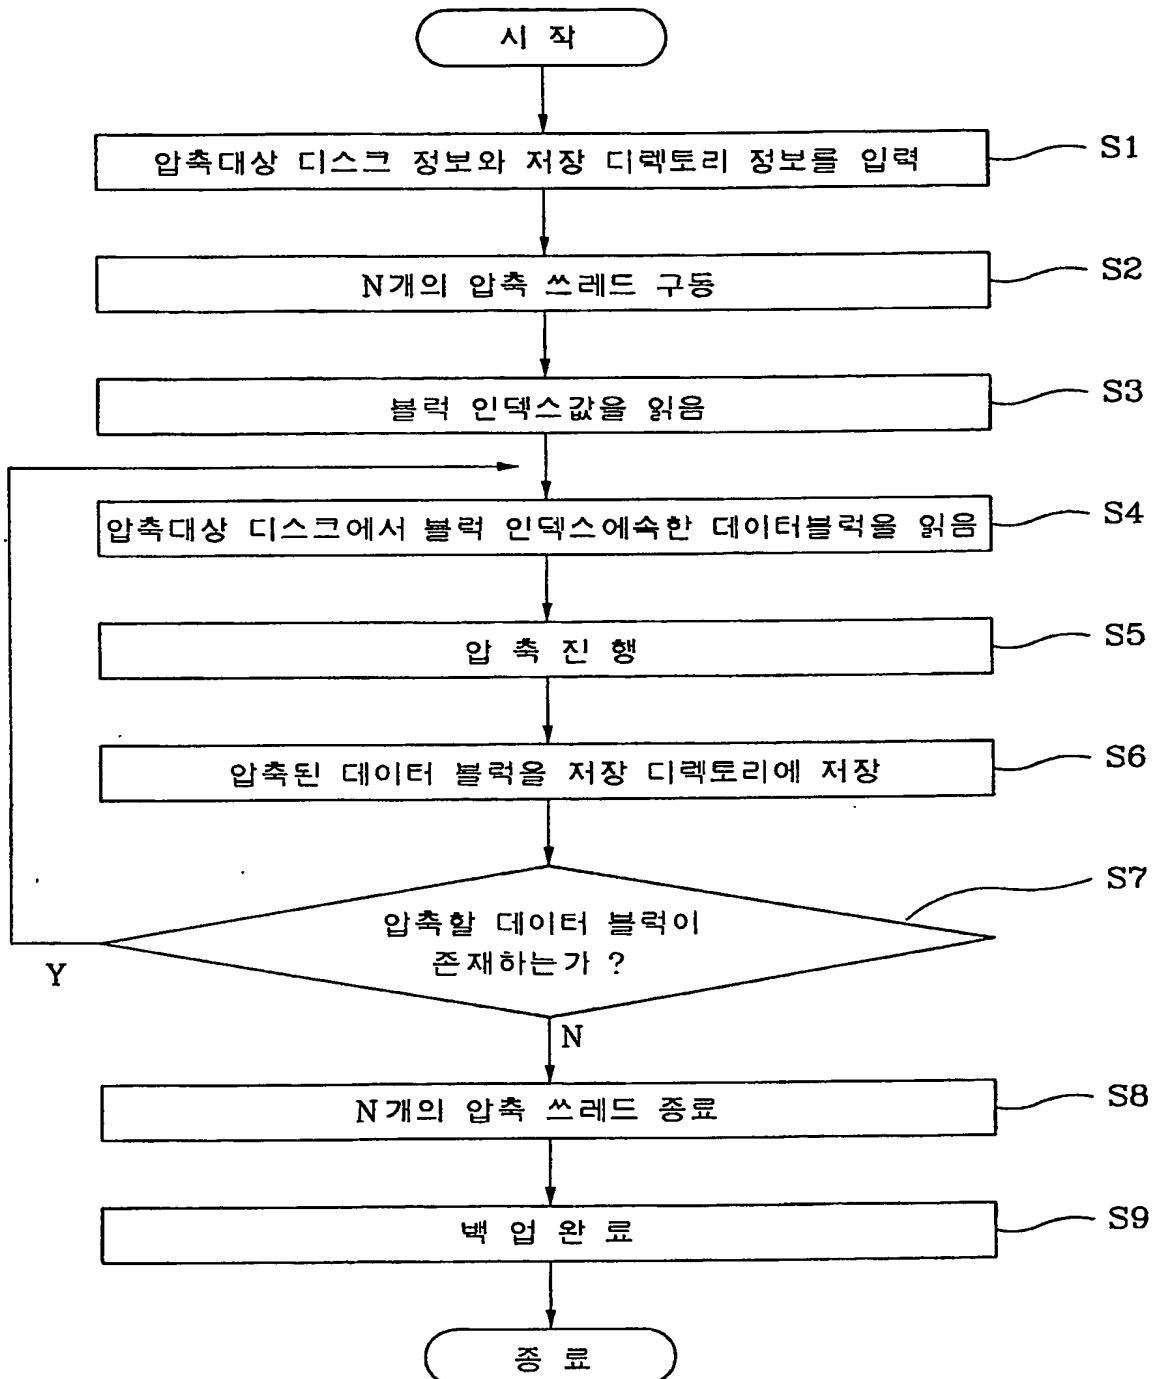 시 작
압축대상 디스크 정보와 저장 디렉토리 정보를 입력
S1
N개의 압축 쓰레드 구동
S2
블럭 인덱스값을 읽음
S3
압축대상 디스크에서 블럭 인덱스에속한 데이터블럭을 읽음
S4
압 축 진 행
S5
압축된 데이터 블럭을 저장 디렉토리에 저장
S6
압축할 데이터 블럭이
존재하는가 ?
S7
Y
N
N개의 압축 쓰레드 종료
S8
백 업 완 료
S9
종 료